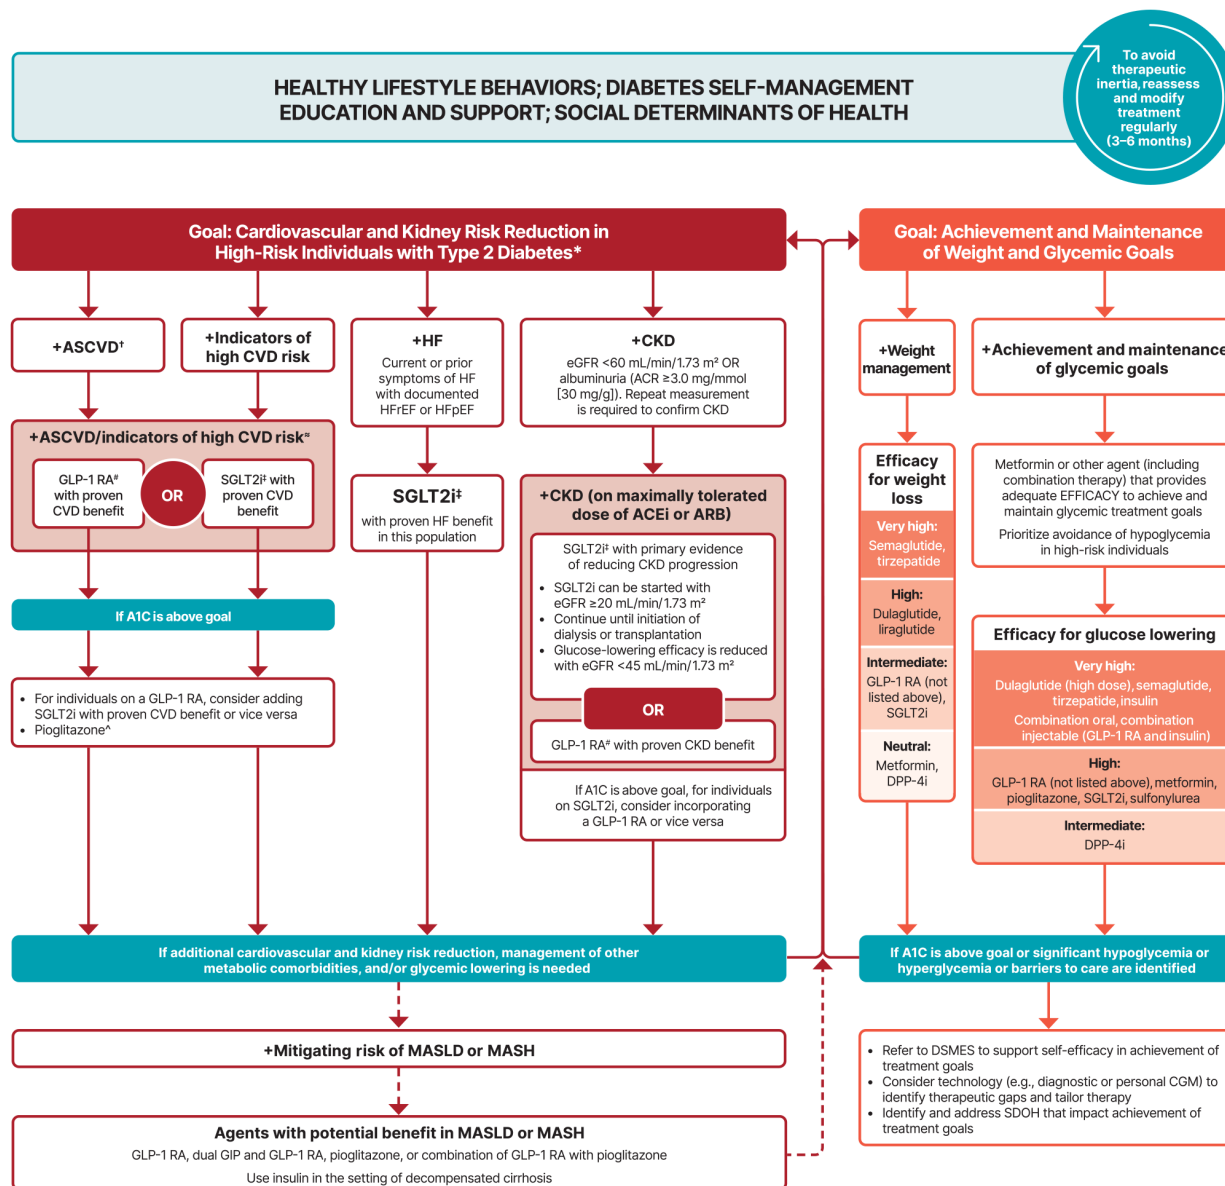 HEALTHY LIFESTYLE BEHAVIORS; DIABETES SELF-MANAGEMENT
EDUCATION AND SUPPORT; SOCIAL DETERMINANTS OF HEALTH
To avoid
therapeutic
inertia, reassess
and modify
treatment
regularly
(3–6 months)
Goal: Cardiovascular and Kidney Risk Reduction in
High-Risk Individuals with Type 2 Diabetes*
+ASCVD†
+Indicators of
high CVD risk
+ASCVD/indicators of high CVD risk≈
GLP-1 RA#
with proven
CVD benefit
OR
SGLT2i‡ with
proven CVD
benefit
If A1C is above goal
• For individuals on a GLP-1 RA, consider adding
SGLT2i with proven CVD benefit or vice versa
• Pioglitazone^
+HF
Current or prior
symptoms of HF
with documented
HFrEF or HFpEF
SGLT2i‡
with proven HF benefit
in this population
+CKD
eGFR <60 mL/min/1.73 m² OR
albuminuria (ACR ≥3.0 mg/mmol
[30 mg/g]). Repeat measurement
is required to confirm CKD
+CKD (on maximally tolerated
dose of ACEi or ARB)
SGLT2i‡ with primary evidence
of reducing CKD progression
• SGLT2i can be started with
eGFR ≥20 mL/min/1.73 m²
• Continue until initiation of
dialysis or transplantation
• Glucose-lowering efficacy is reduced
with eGFR <45 mL/min/1.73 m²
OR
GLP-1 RA# with proven CKD benefit
If A1C is above goal, for individuals
on SGLT2i, consider incorporating
a GLP-1 RA or vice versa
If additional cardiovascular and kidney risk reduction, management of other
metabolic comorbidities, and/or glycemic lowering is needed
+Mitigating risk of MASLD or MASH
Agents with potential benefit in MASLD or MASH
GLP-1 RA, dual GIP and GLP-1 RA, pioglitazone, or combination of GLP-1 RA with pioglitazone
Use insulin in the setting of decompensated cirrhosis
Goal: Achievement and Maintenance
of Weight and Glycemic Goals
+Weight
management
Efficacy
for weight
loss
Very high:
Semaglutide,
tirzepatide
High:
Dulaglutide,
liraglutide
Intermediate:
GLP-1 RA (not
listed above),
SGLT2i
Neutral:
Metformin,
DPP-4i
+Achievement and maintenance
of glycemic goals
Metformin or other agent (including
combination therapy) that provides
adequate EFFICACY to achieve and
maintain glycemic treatment goals
Prioritize avoidance of hypoglycemia
in high-risk individuals
Efficacy for glucose lowering
Very high:
Dulaglutide (high dose), semaglutide,
tirzepatide, insulin
Combination oral, combination
injectable (GLP-1 RA and insulin)
High:
GLP-1 RA (not listed above), metformin,
pioglitazone, SGLT2i, sulfonylurea
Intermediate:
DPP-4i
If A1C is above goal or significant hypoglycemia or
hyperglycemia or barriers to care are identified
• Refer to DSMES to support self-efficacy in achievement of
treatment goals
• Consider technology (e.g., diagnostic or personal CGM) to
identify therapeutic gaps and tailor therapy
• Identify and address SDOH that impact achievement of
treatment goals